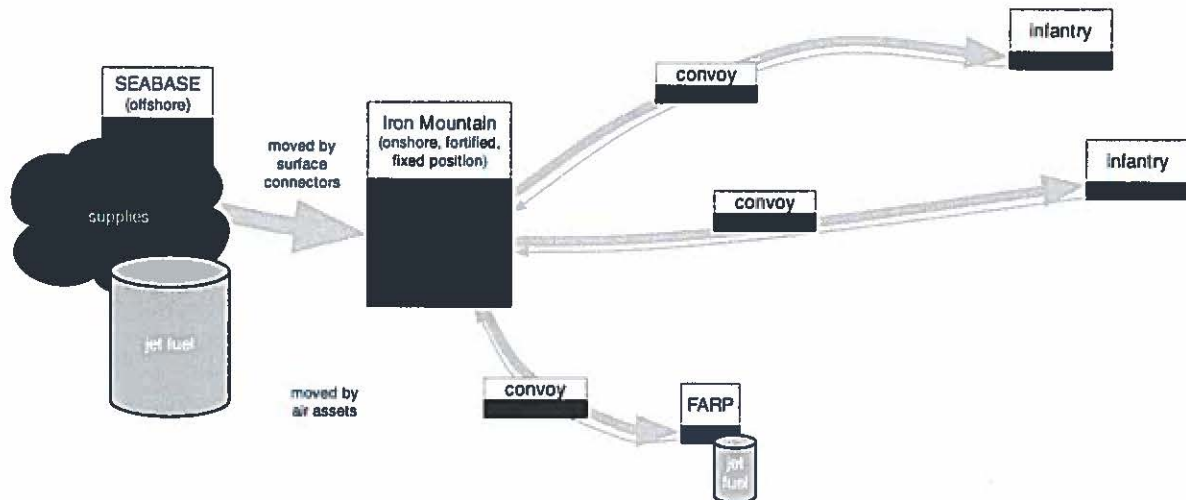 SEABASE
(offshore)
supplies
jet fuel
moved by
surface
connectors
Iron Mountain
(onshore, fortified,
fixed position)
convoy
infantry
convoy
infantry
moved by
air assets
convoy
FARP
jet
fuel